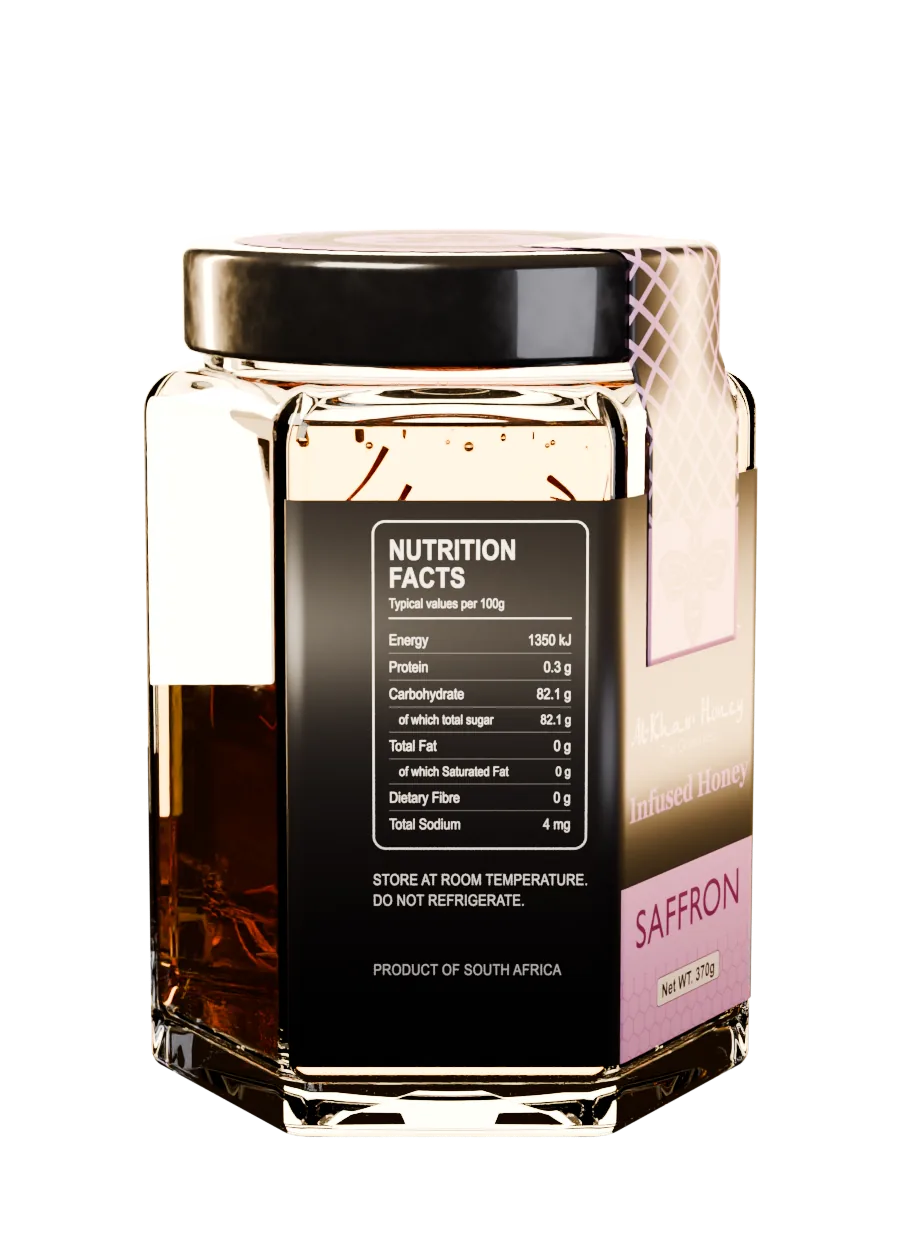 NUTRITION
FACTS
Typical values per 100g
Energy 1350 kJ
Protein 0.3 g
Carbohydrate 82.1 g
of which total sugar 82.1 g
Total Fat 0 g
of which Saturated Fat 0 g
Dietary Fibre 0 g
Total Sodium 4 mg
STORE AT ROOM TEMPERATURE.
DO NOT REFRIGERATE.
PRODUCT OF SOUTH AFRICA
Honey
Infused Honey
SAFFRON
Net WT. 370g